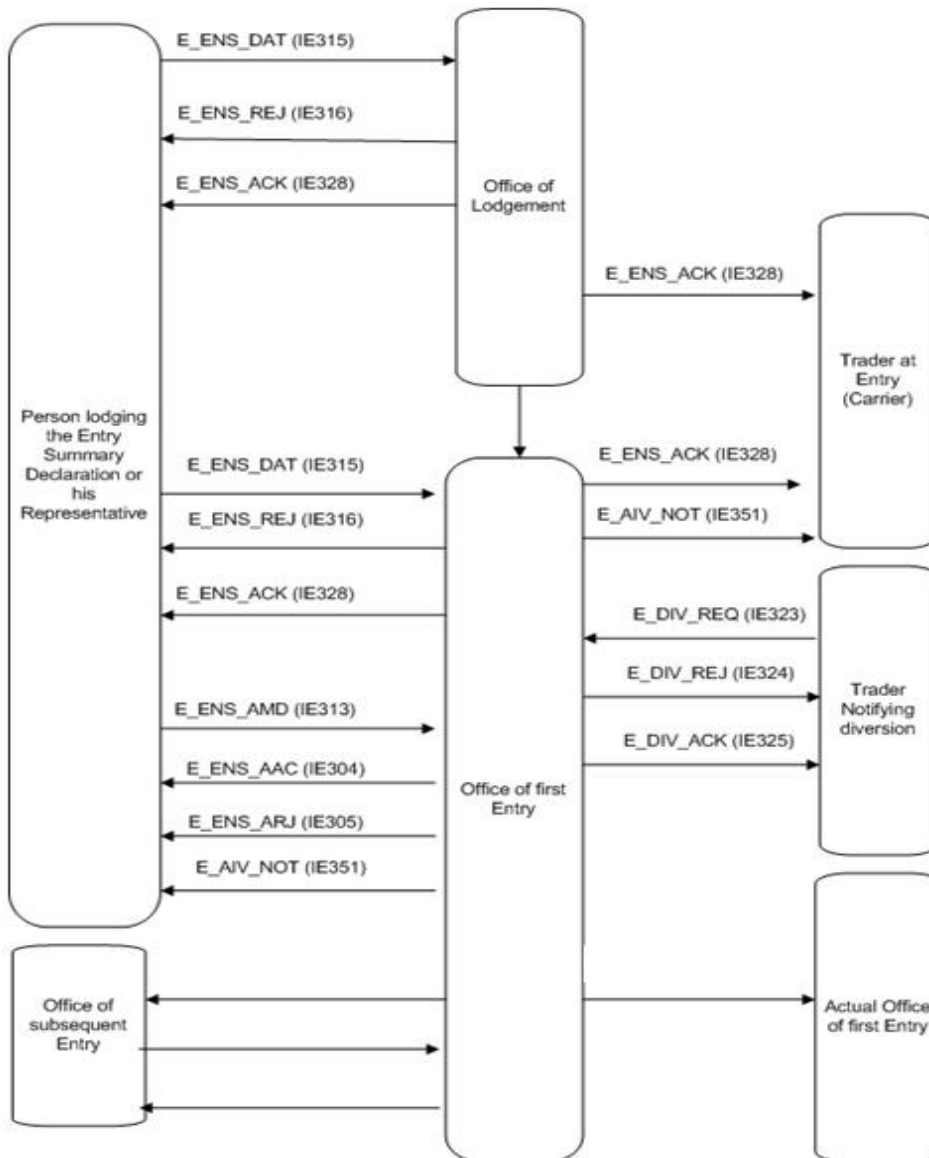 E_ENS_DAT (IE315)
E_ENS_REJ (IE316)
E_ENS_ACK (IE328)
Office of
Lodgement
E_ENS_ACK (IE328)
Trader at
Entry
(Carrier)
Person lodging
the Entry
Summary
Declaration or
his
Representative
E_ENS_DAT (IE315)
E_ENS_REJ (IE316)
E_ENS_ACK (IE328)
E_ENS_AMD (IE313)
E_ENS_AAC (IE304)
E_ENS_ARJ (IE305)
E_AIV_NOT (IE351)
Office of first
Entry
E_ENS_ACK (IE328)
E_AIV_NOT (IE351)
E_DIV_REQ (IE323)
E_DIV_REJ (IE324)
E_DIV_ACK (IE325)
Trader
Notifying
diversion
Office of
subsequent
Entry
Actual Office
of first Entry